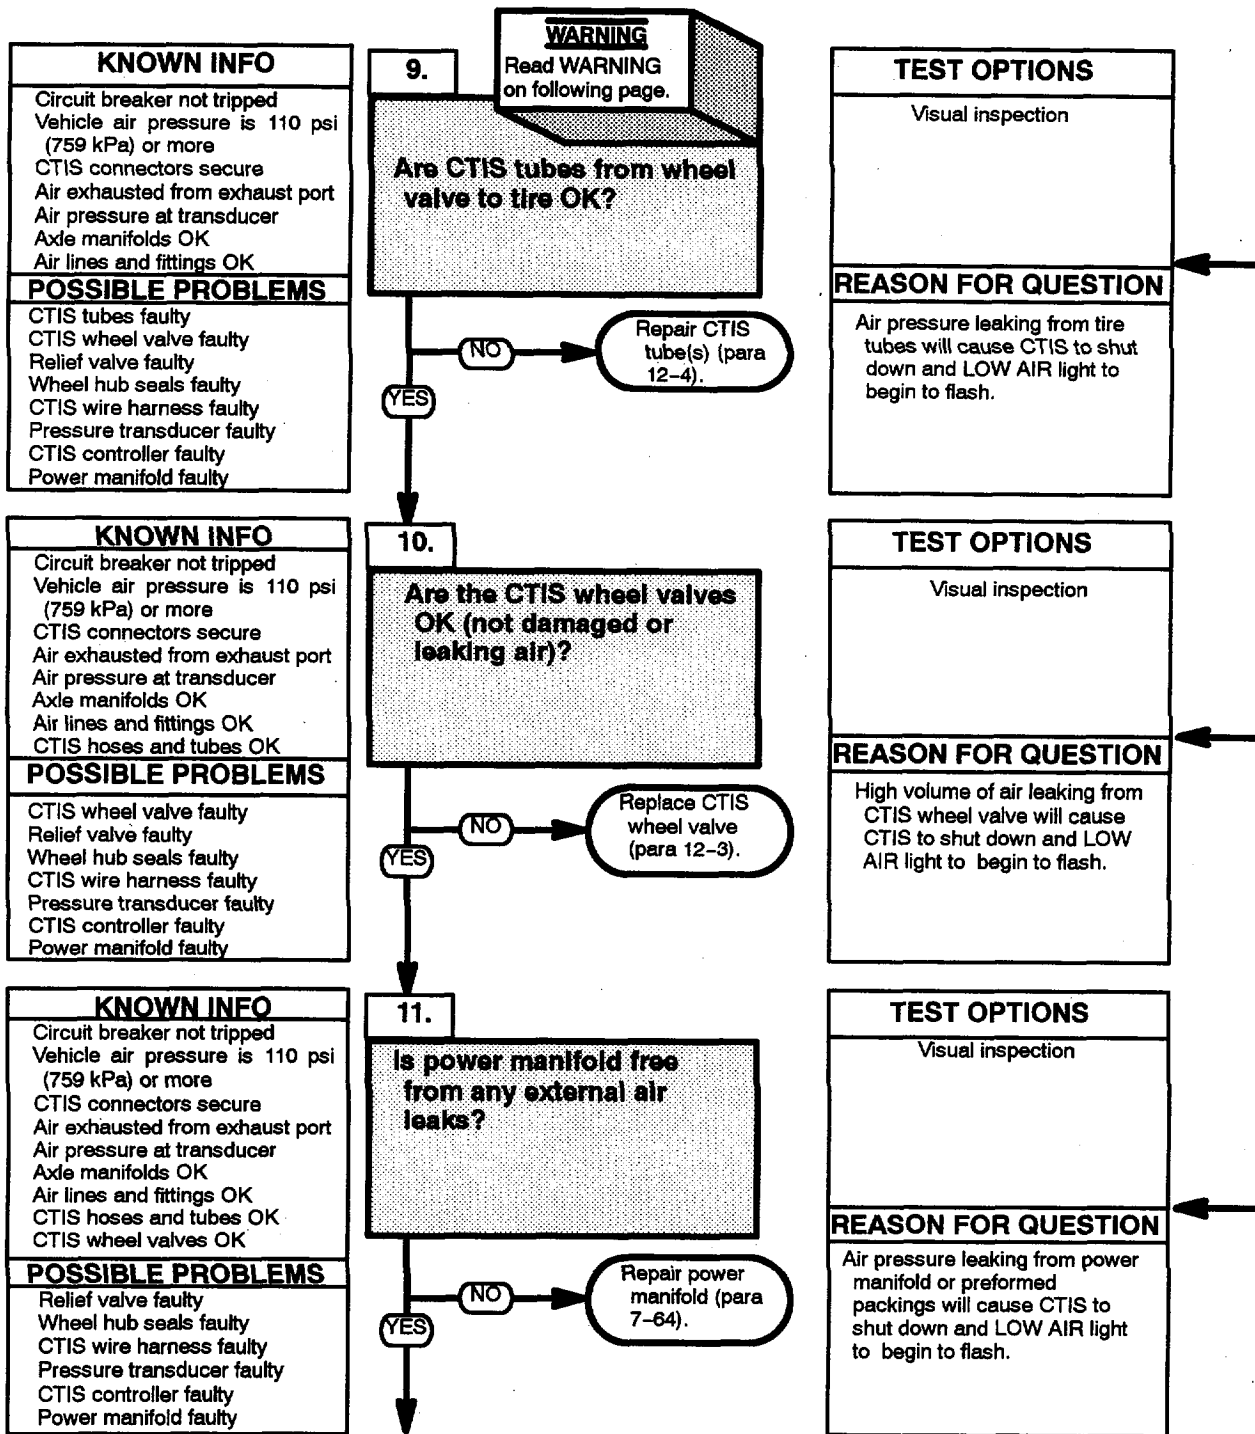 KNOWN INFO
Circuit breaker not tripped
Vehicle air pressure is 110 psi
(759 kPa) or more
CTIS connectors secure
Air exhausted from exhaust port
Air pressure at transducer
Axle manifolds OK
Air lines and fittings OK
POSSIBLE PROBLEMS
CTIS tubes faulty
CTIS wheel valve faulty
Relief valve faulty
Wheel hub seals faulty
CTIS wire harness faulty
Pressure transducer faulty
CTIS controller faulty
Power manifold faulty
9.
WARNING
Read WARNING
on following page.
Are CTIS tubes from wheel
valve to tire OK?
NO
Repair CTIS
tube(s) (para
12–4).
YES
TEST OPTIONS
Visual inspection
REASON FOR QUESTION
Air pressure leaking from tire
tubes will cause CTIS to shut
down and LOW AIR light to
begin to flash.
KNOWN INFO
Circuit breaker not tripped
Vehicle air pressure is 110 psi
(759 kPa) or more
CTIS connectors secure
Air exhausted from exhaust port
Air pressure at transducer
Axle manifolds OK
Air lines and fittings OK
CTIS hoses and tubes OK
POSSIBLE PROBLEMS
CTIS wheel valve faulty
Relief valve faulty
Wheel hub seals faulty
CTIS wire harness faulty
Pressure transducer faulty
CTIS controller faulty
Power manifold faulty
10.
Are the CTIS wheel valves
OK (not damaged or
leaking air)?
NO
Replace CTIS
wheel valve
(para 12–3).
YES
TEST OPTIONS
Visual inspection
REASON FOR QUESTION
High volume of air leaking from
CTIS wheel valve will cause
CTIS to shut down and LOW
AIR light to begin to flash.
KNOWN INFO
Circuit breaker not tripped
Vehicle air pressure is 110 psi
(759 kPa) or more
CTIS connectors secure
Air exhausted from exhaust port
Air pressure at transducer
Axle manifolds OK
Air lines and fittings OK
CTIS hoses and tubes OK
CTIS wheel valves OK
POSSIBLE PROBLEMS
Relief valve faulty
Wheel hub seals faulty
CTIS wire harness faulty
Pressure transducer faulty
CTIS controller faulty
Power manifold faulty
11.
Is power manifold free
from any external air
leaks?
NO
Repair power
manifold (para
7–64).
YES
TEST OPTIONS
Visual inspection
REASON FOR QUESTION
Air pressure leaking from power
manifold or preformed
packings will cause CTIS to
shut down and LOW AIR light
to begin to flash.